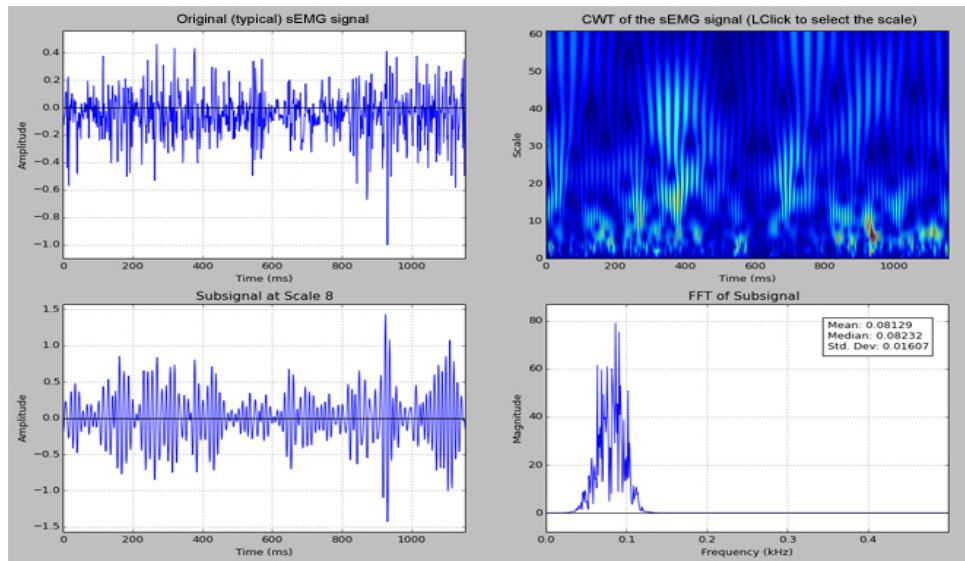 Original (typical) sEMG signal
0.4
0.2
0.0
−0.2
−0.4
−0.6
−0.8
−1.0
Amplitude
0 200 400 600 800 1000
Time (ms)
CWT of the sEMG signal (LClick to select the scale)
60
50
40
30
20
10
0
Scale
0 200 400 600 800 1000
Time (ms)
Subsignal at Scale 8
1.5
1.0
0.5
0.0
−0.5
−1.0
−1.5
Amplitude
0 200 400 600 800 1000
Time (ms)
FFT of Subsignal
80
60
40
20
0
Magnitude
Mean: 0.08129
Median: 0.08232
Std. Dev: 0.01607
0.0 0.1 0.2 0.3 0.4
Frequency (kHz)